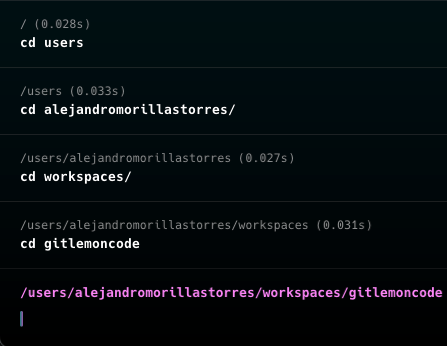 / (0.028s)
cd users
/users (0.033s)
cd alejandromorillastorres/
/users/alejandromorillastorres (0.027s)
cd workspaces/
/users/alejandromorillastorres/workspaces (0.031s)
cd gitlemoncode
/users/alejandromorillastorres/workspaces/gitlemoncode